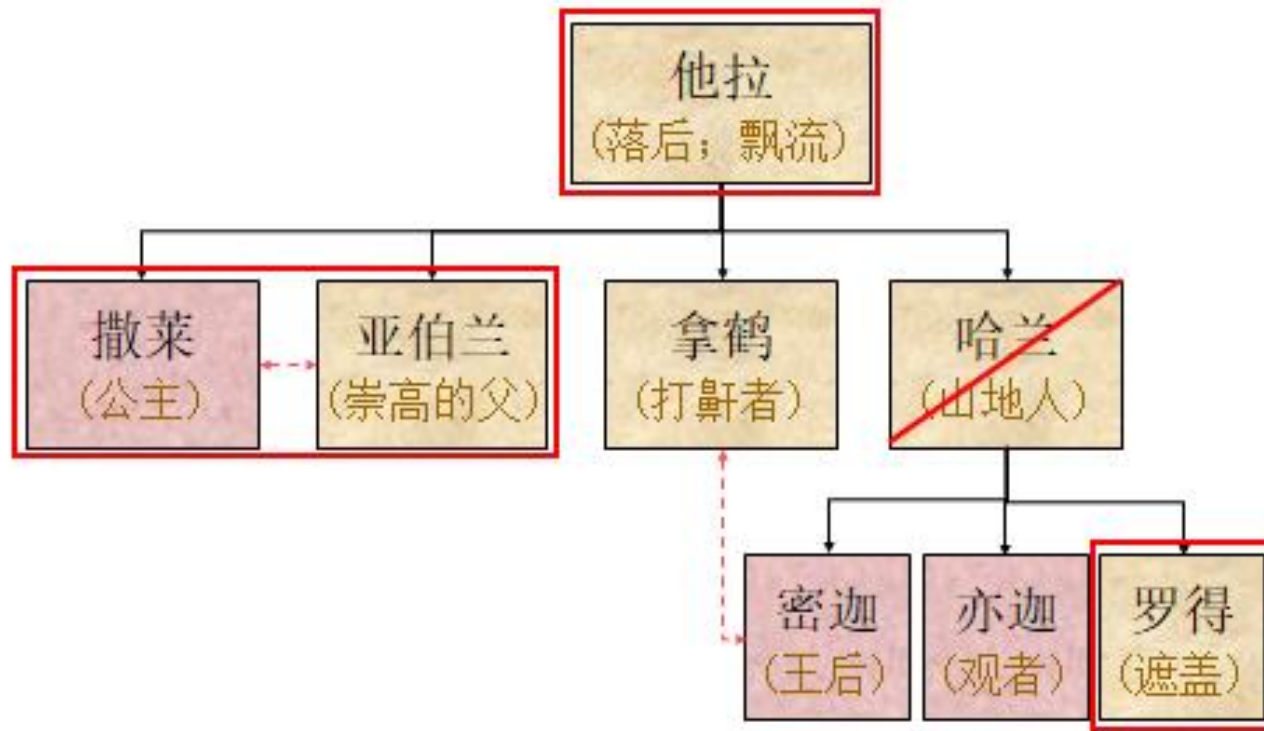 他拉
(落后；飘流)
撒莱
(公主)
亚伯兰
(崇高的父)
拿鹤
(打鼾者)
哈兰
(山地人)
密迦
(王后)
亦迦
(观者)
罗得
(遮盖)